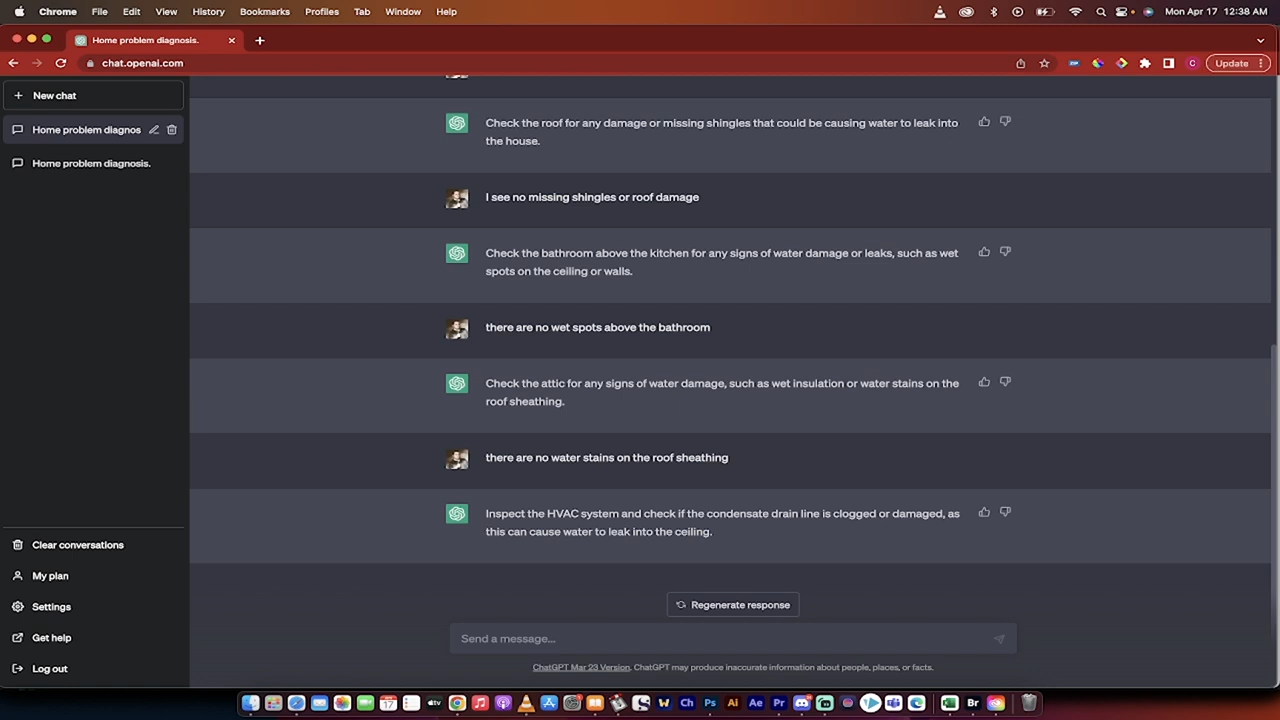 Chrome File Edit View History Bookmarks Profiles Tab Window Help Mon Apr 17 12:38 AM
Home problem diagnosis.
chat.openai.com
Update
New chat
Home problem diagnos
Home problem diagnosis.
Check the roof for any damage or missing shingles that could be causing water to leak into
the house.
I see no missing shingles or roof damage
Check the bathroom above the kitchen for any signs of water damage or leaks, such as wet
spots on the ceiling or walls.
there are no wet spots above the bathroom
Check the attic for any signs of water damage, such as wet insulation or water stains on the
roof sheathing.
there are no water stains on the roof sheathing
Inspect the HVAC system and check if the condensate drain line is clogged or damaged, as
this can cause water to leak into the ceiling.
Regenerate response
Send a message...
ChatGPT Mar 23 Version. ChatGPT may produce inaccurate information about people, places, or facts.
Clear conversations
My plan
Settings
Get help
Log out